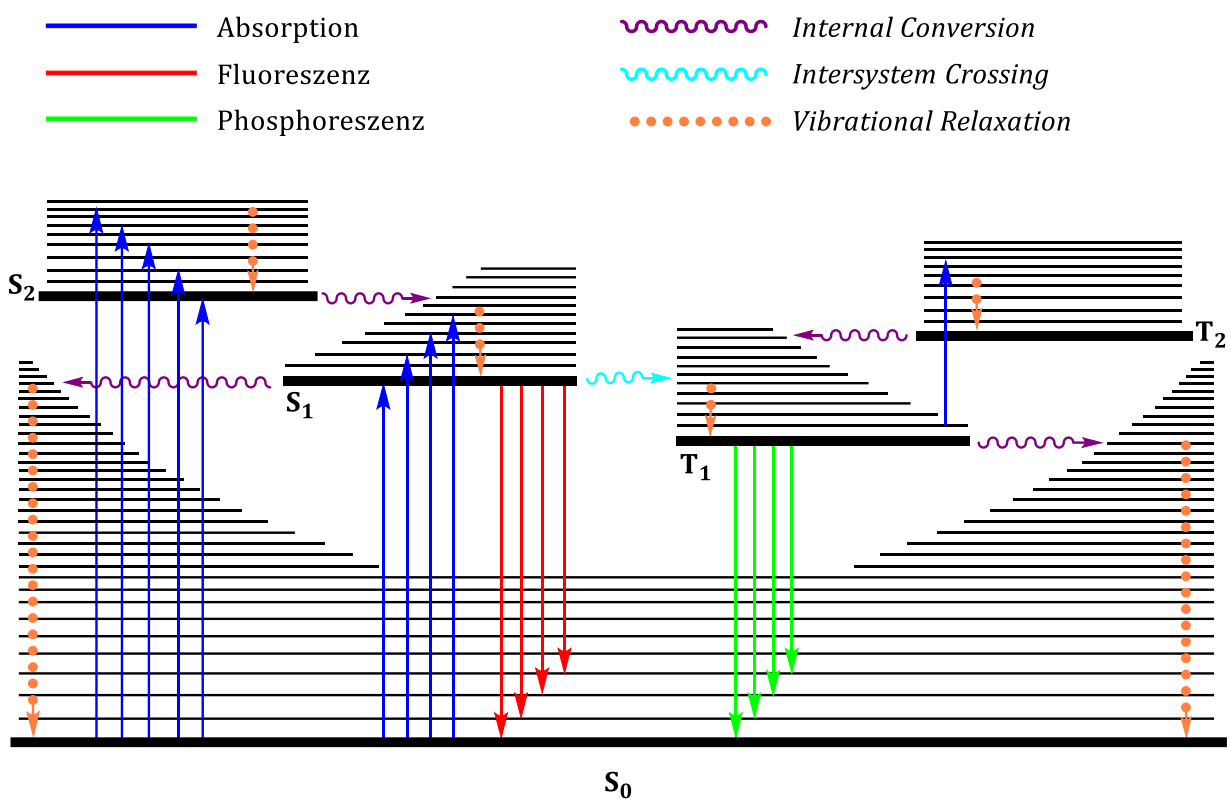 Absorption
Internal Conversion
Fluoreszenz
Intersystem Crossing
Phosphoreszenz
Vibrational Relaxation
S₂
T₂
S₁
T₁
S₀